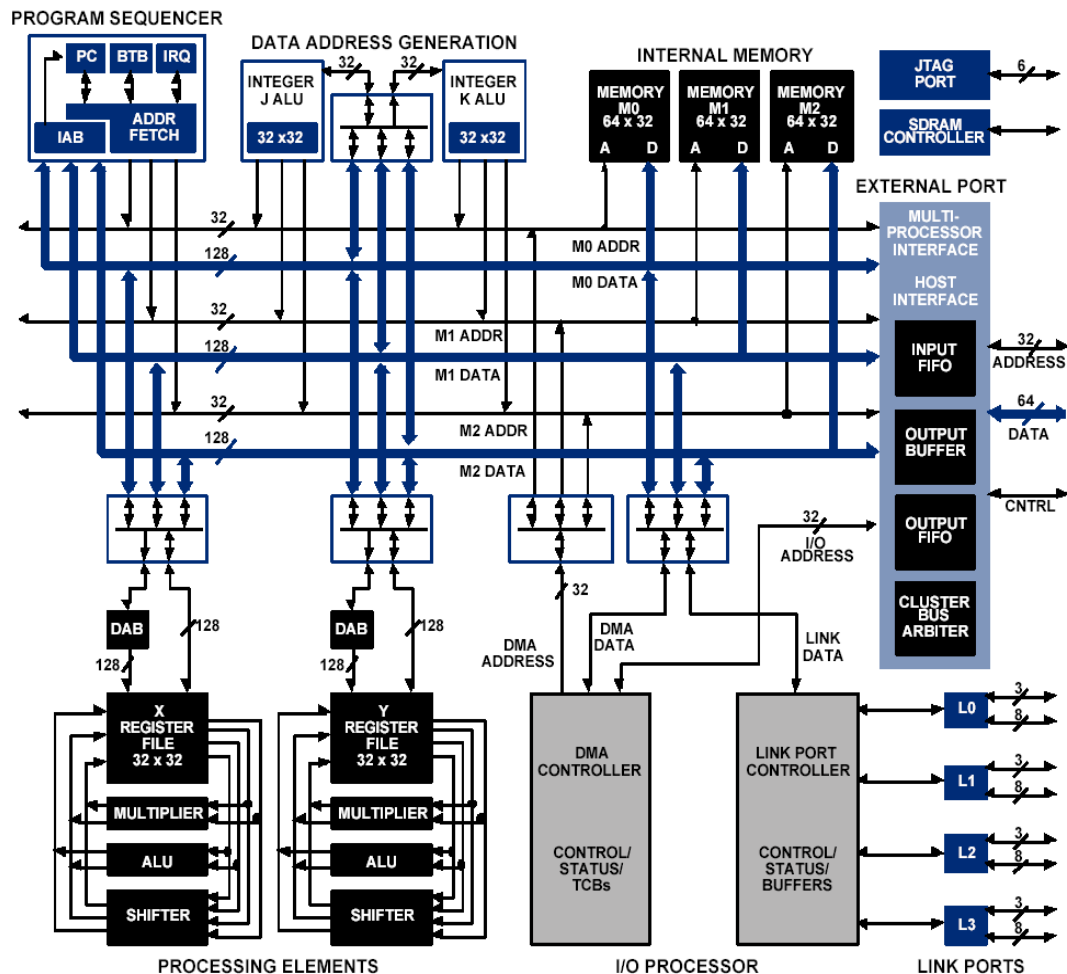 PROGRAM SEQUENCER
PC
BTB
IRQ
ADDR
FETCH
IAB
DATA ADDRESS GENERATION
32
32
INTEGER
J ALU
32 x32
INTEGER
K ALU
32 x32
INTERNAL MEMORY
MEMORY
M0
64 x 32
A
D
MEMORY
M1
64 x 32
A
D
MEMORY
M2
64 x 32
A
D
JTAG
PORT
6
SDRAM
CONTROLLER
EXTERNAL PORT
MULTI-
PROCESSOR
INTERFACE
HOST
INTERFACE
INPUT
FIFO
OUTPUT
BUFFER
OUTPUT
FIFO
CLUSTER
BUS
ARBITER
32
ADDRESS
64
DATA
CNTRL
32
M0 ADDR
128
M0 DATA
32
M1 ADDR
128
M1 DATA
32
M2 ADDR
128
M2 DATA
32
I/O
ADDRESS
32
DMA
ADDRESS
DMA
DATA
LINK
DATA
DAB
128
128
X
REGISTER
FILE
32 x 32
MULTIPLIER
ALU
SHIFTER
DAB
128
128
Y
REGISTER
FILE
32 x 32
MULTIPLIER
ALU
SHIFTER
DMA
CONTROLLER
CONTROL/
STATUS/
TCBs
LINK PORT
CONTROLLER
CONTROL/
STATUS/
BUFFERS
L0
3
8
L1
3
8
L2
3
8
L3
3
8
PROCESSING ELEMENTS
I/O PROCESSOR
LINK PORTS